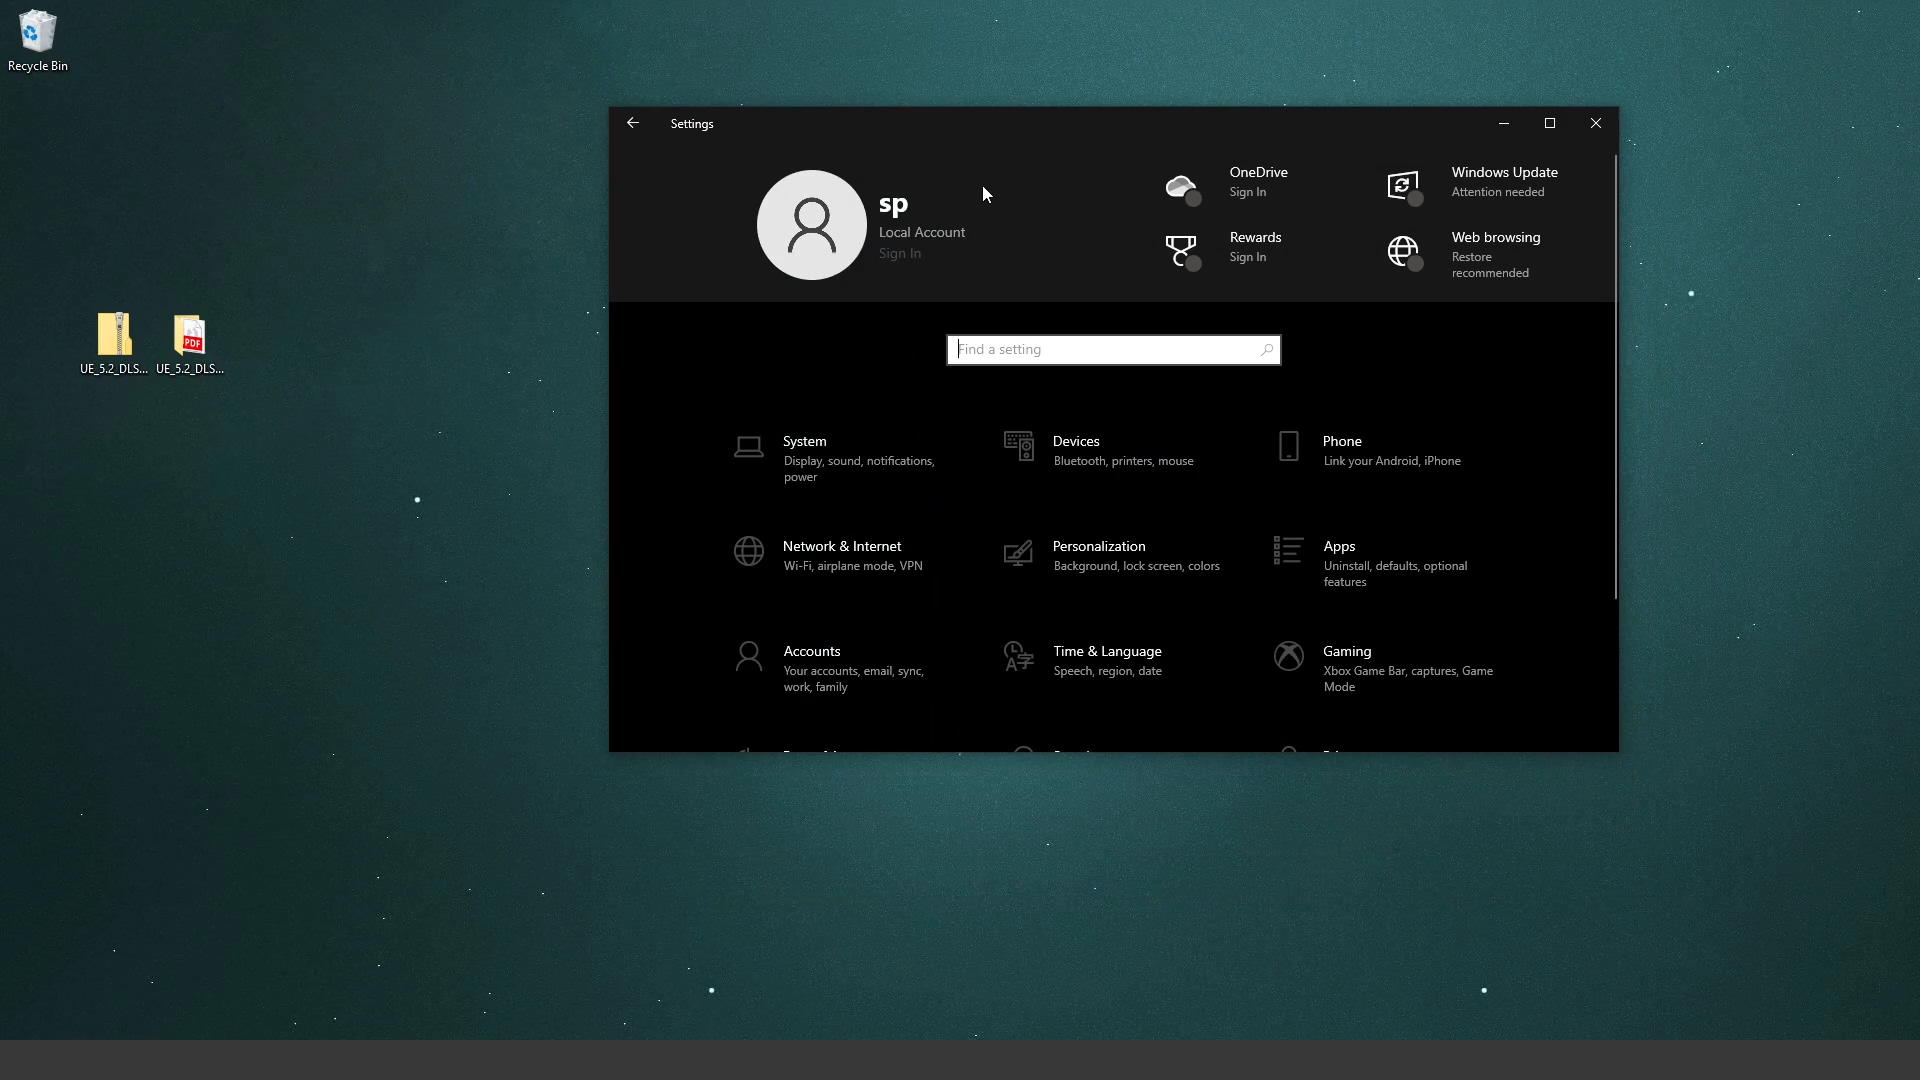 Recycle Bin
UE_5.2_DLS...
UE_5.2_DLS...
PDF
Settings
sp
Local Account
Sign In
OneDrive
Sign In
Windows Update
Attention needed
Rewards
Sign In
Web browsing
Restore
recommended
Find a setting
System
Display, sound, notifications,
power
Devices
Bluetooth, printers, mouse
Phone
Link your Android, iPhone
Network & Internet
Wi-Fi, airplane mode, VPN
Personalization
Background, lock screen, colors
Apps
Uninstall, defaults, optional
features
Accounts
Your accounts, email, sync,
work, family
Time & Language
Speech, region, date
Gaming
Xbox Game Bar, captures, Game
Mode